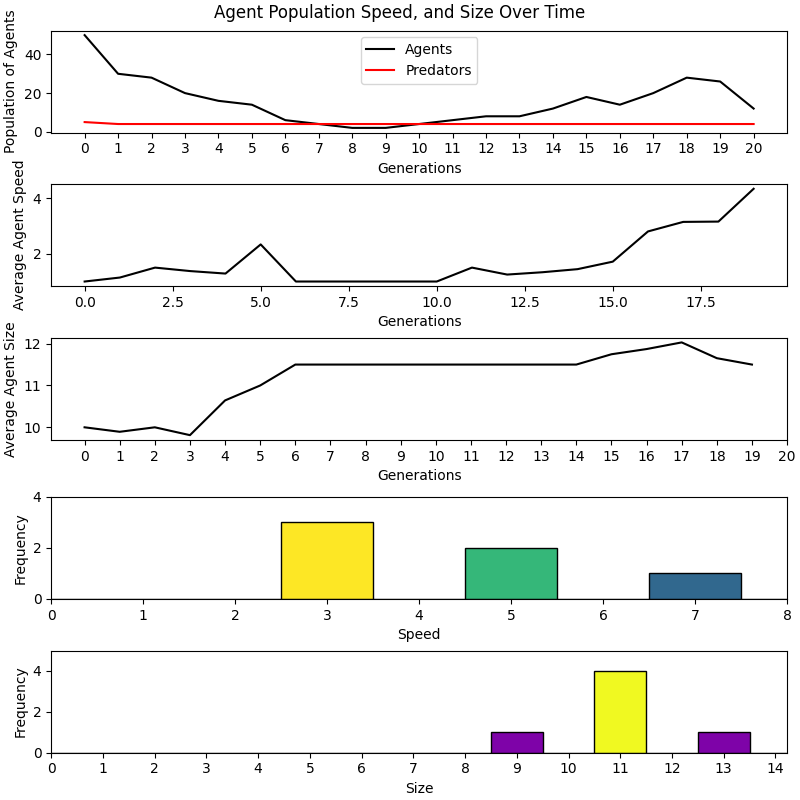 Agent Population Speed, and Size Over Time
Population of Agents
40
20
0
Agents
Predators
0 1 2 3 4 5 6 7 8 9 10 11 12 13 14 15 16 17 18 19 20
Generations
Average Agent Speed
4
2
0.0 2.5 5.0 7.5 10.0 12.5 15.0 17.5
Generations
Average Agent Size
12
11
10
0 1 2 3 4 5 6 7 8 9 10 11 12 13 14 15 16 17 18 19 20
Generations
Frequency
4
2
0
0 1 2 3 4 5 6 7 8
Speed
Frequency
4
2
0
0 1 2 3 4 5 6 7 8 9 10 11 12 13 14
Size